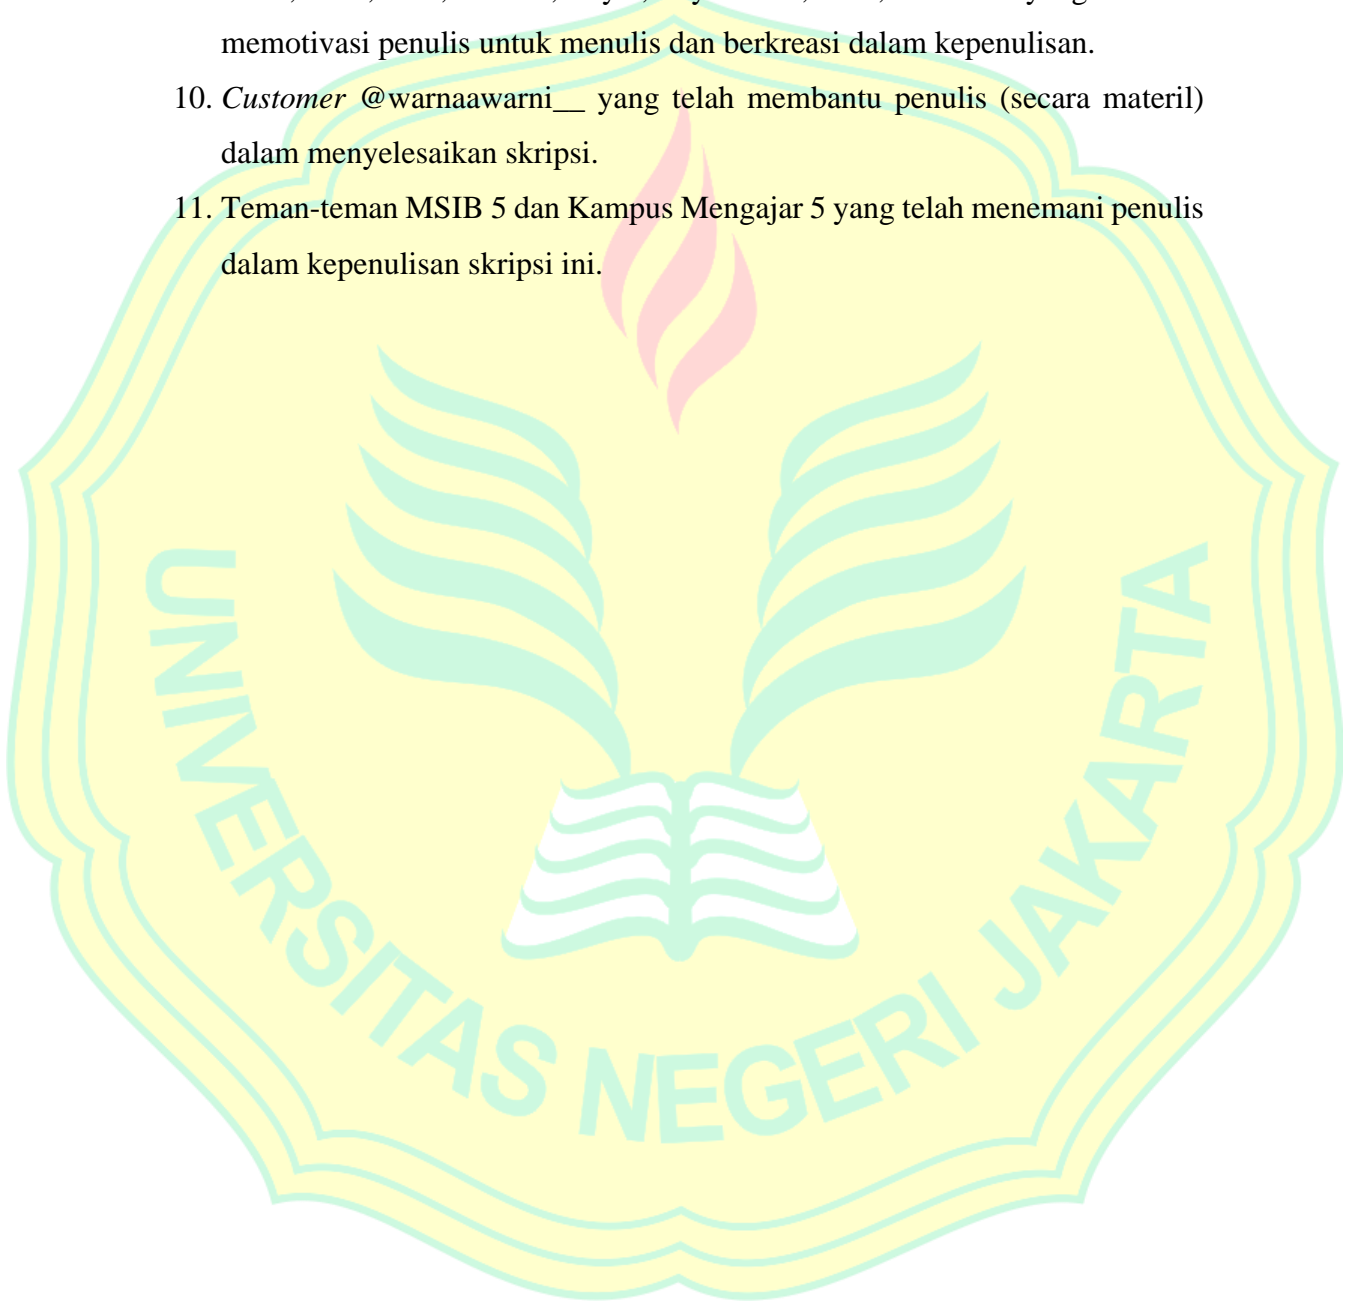 memotivasi penulis untuk menulis dan berkreasi dalam kepenulisan.
10. Customer @warnaawarni__ yang telah membantu penulis (secara materil)
dalam menyelesaikan skripsi.
11. Teman-teman MSIB 5 dan Kampus Mengajar 5 yang telah menemani penulis
dalam kepenulisan skripsi ini.
UNIVERSITAS NEGERI JAKARTA